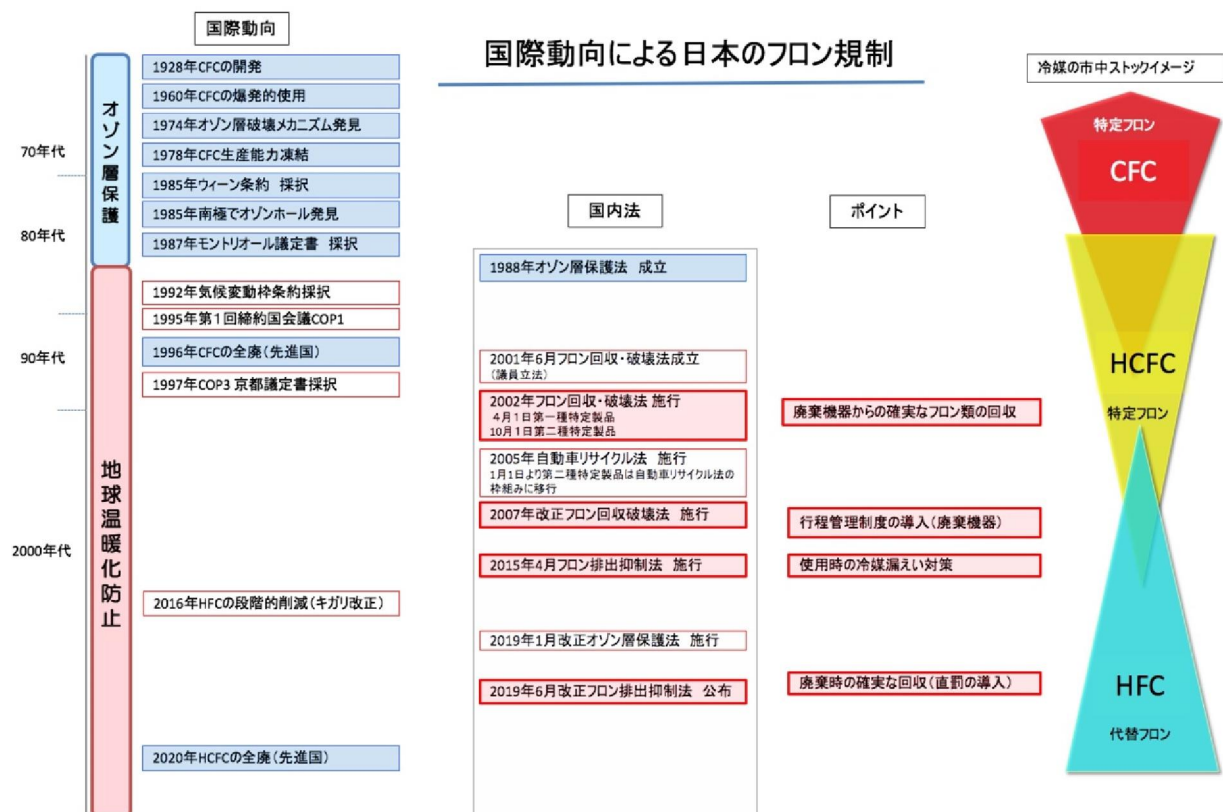 国際動向による日本のフロン規制
国際動向
オゾン層保護
地球温暖化防止
70年代
80年代
90年代
2000年代
1928年CFCの開発
1960年CFCの爆発的使用
1974年オゾン層破壊メカニズム発見
1978年CFC生産能力凍結
1985年ウィーン条約 採択
1985年南極でオゾンホール発見
1987年モントリオール議定書 採択
1992年気候変動枠条約採択
1995年第1回締約国会議COP1
1996年CFCの全廃(先進国)
1997年COP3 京都議定書採択
2016年HFCの段階的削減(キガリ改正)
2020年HCFCの全廃(先進国)
国内法
1988年オゾン層保護法 成立
2001年6月フロン回収・破壊法成立
(議員立法)
2002年フロン回収・破壊法 施行
4月1日第一種特定製品
10月1日第二種特定製品
2005年自動車リサイクル法 施行
1月1日より第二種特定製品は自動車リサイクル法の
枠組みに移行
2007年改正フロン回収破壊法 施行
2015年4月フロン排出抑制法 施行
2019年1月改正オゾン層保護法 施行
2019年6月改正フロン排出抑制法 公布
ポイント
廃棄機器からの確実なフロン類の回収
行程管理制度の導入(廃棄機器)
使用時の冷媒漏えい対策
廃棄時の確実な回収(直罰の導入)
冷媒の市中ストックイメージ
特定フロン
CFC
HCFC
特定フロン
HFC
代替フロン